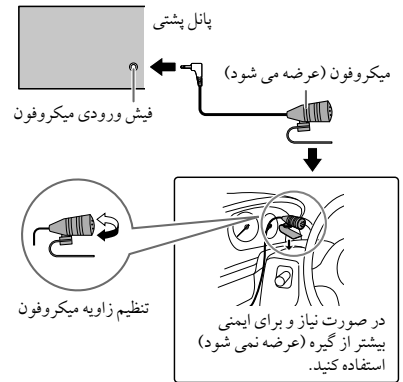 پانل پشتی
میکروفون (عرضه می شود)
فیش ورودی میکروفون
تنظیم زاویه میکروفون
در صورت نیاز و برای ایمنی
بیشتر از گیره (عرضه نمی شود)
استفاده کنید.